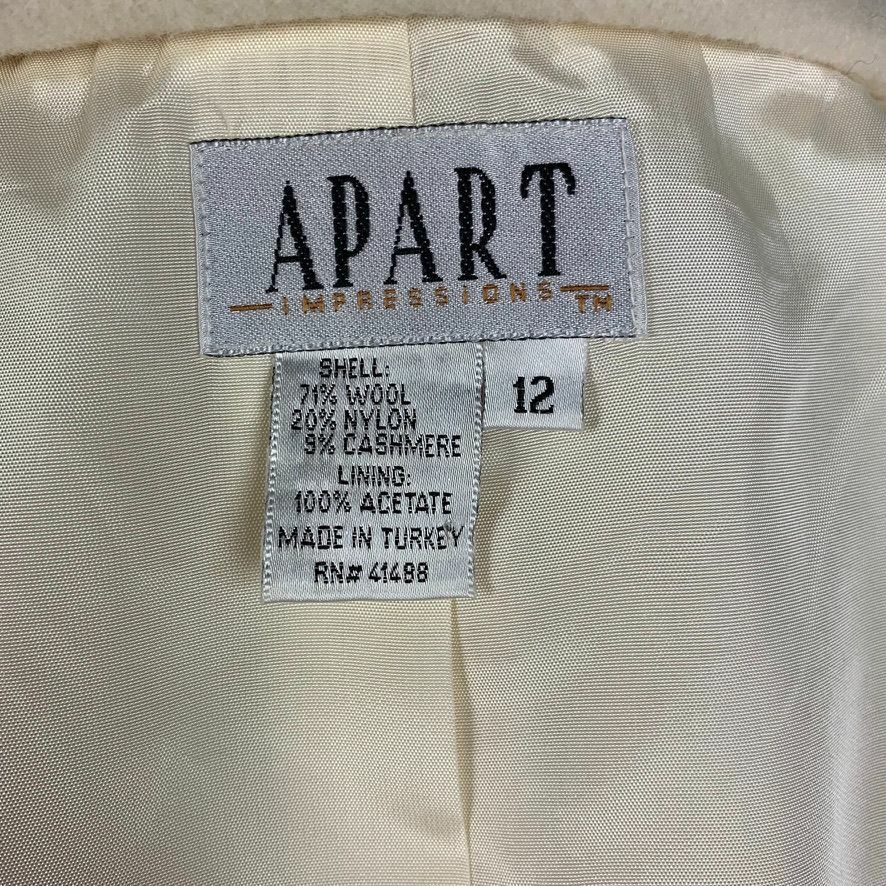 APART
IMPRESSIONS TM
SHELL:
71% WOOL
20% NYLON
9% CASHMERE
LINING:
100% ACETATE
MADE IN TURKEY
RN# 41488
12